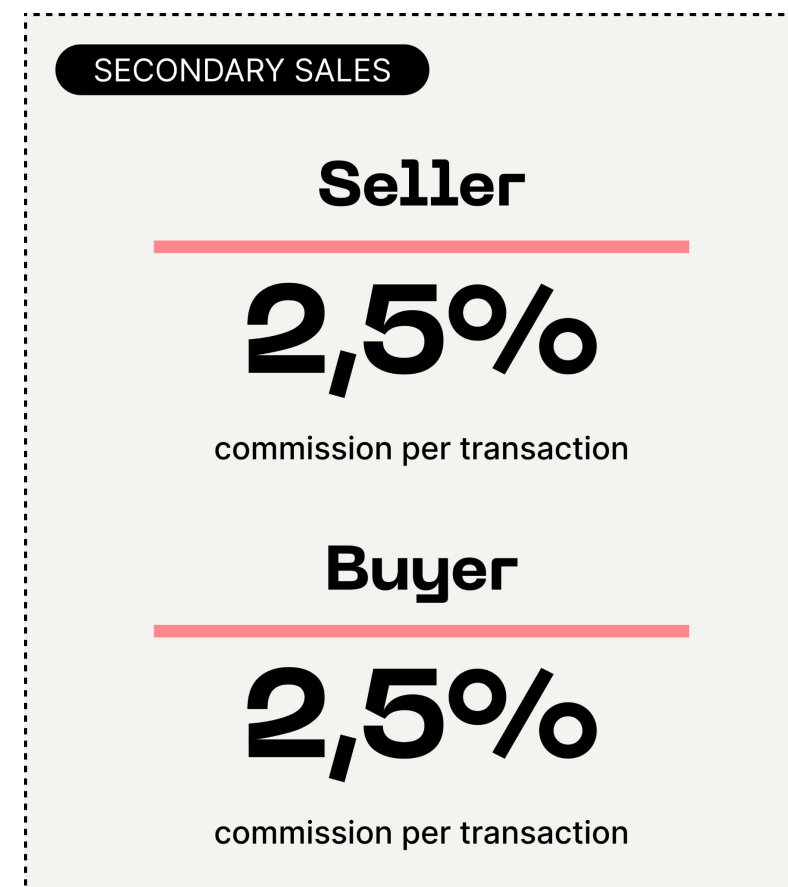 SECONDARY SALES
Seller
2,5%
commission per transaction
Buyer
2,5%
commission per transaction